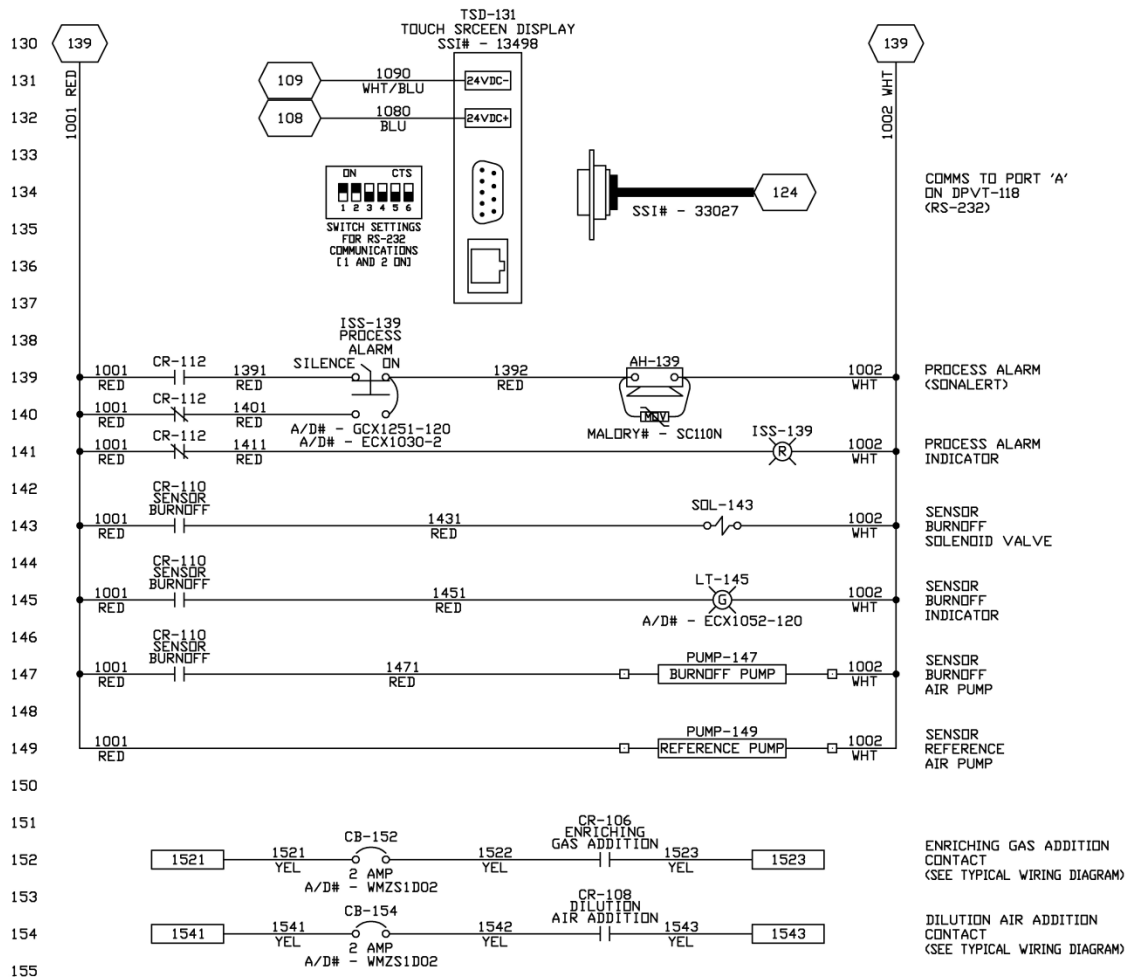 TSD-131
TOUCH SRCEEN DISPLAY
SSI# - 13498
130
139
139
1001 RED
1002 WHT
131
109
1090
WHT/BLU
24VDC-
132
108
1080
BLU
24VDC+
133
ON CTS
1 2 3 4 5 6
134
124
SSI# - 33027
COMMS TO PORT 'A'
ON DPVT-118
(RS-232)
135
SWITCH SETTINGS
FOR RS-232
COMMUNICATIONS
[1 AND 2 ON]
136
137
138
ISS-139
PROCESS
ALARM
SILENCE ON
139
1001
RED
CR-112
1391
RED
1392
RED
AH-139
1002
WHT
PROCESS ALARM
(SONALERT)
140
1001
RED
CR-112
1401
RED
A/D# - GCX1251-120
A/D# - ECX1030-2
MOV
MALORY# - SC110N
141
1001
RED
CR-112
1411
RED
ISS-139
R
1002
WHT
PROCESS ALARM
INDICATOR
142
CR-110
SENSOR
BURNOFF
143
1001
RED
1431
RED
SOL-143
1002
WHT
SENSOR
BURNOFF
SOLENOID VALVE
144
CR-110
SENSOR
BURNOFF
145
1001
RED
1451
RED
LT-145
G
A/D# - ECX1052-120
1002
WHT
SENSOR
BURNOFF
INDICATOR
146
CR-110
SENSOR
BURNOFF
147
1001
RED
1471
RED
PUMP-147
BURNOFF PUMP
1002
WHT
SENSOR
BURNOFF
AIR PUMP
148
149
1001
RED
PUMP-149
REFERENCE PUMP
1002
WHT
SENSOR
REFERENCE
AIR PUMP
150
151
152
1521
1521
YEL
CB-152
2 AMP
A/D# - WMZS1D02
1522
YEL
CR-106
ENRICHING
GAS ADDITION
1523
YEL
1523
ENRICHING GAS ADDITION
CONTACT
(SEE TYPICAL WIRING DIAGRAM)
153
154
1541
1541
YEL
CB-154
2 AMP
A/D# - WMZS1D02
1542
YEL
CR-108
DILUTION
AIR ADDITION
1543
YEL
1543
DILUTION AIR ADDITION
CONTACT
(SEE TYPICAL WIRING DIAGRAM)
155